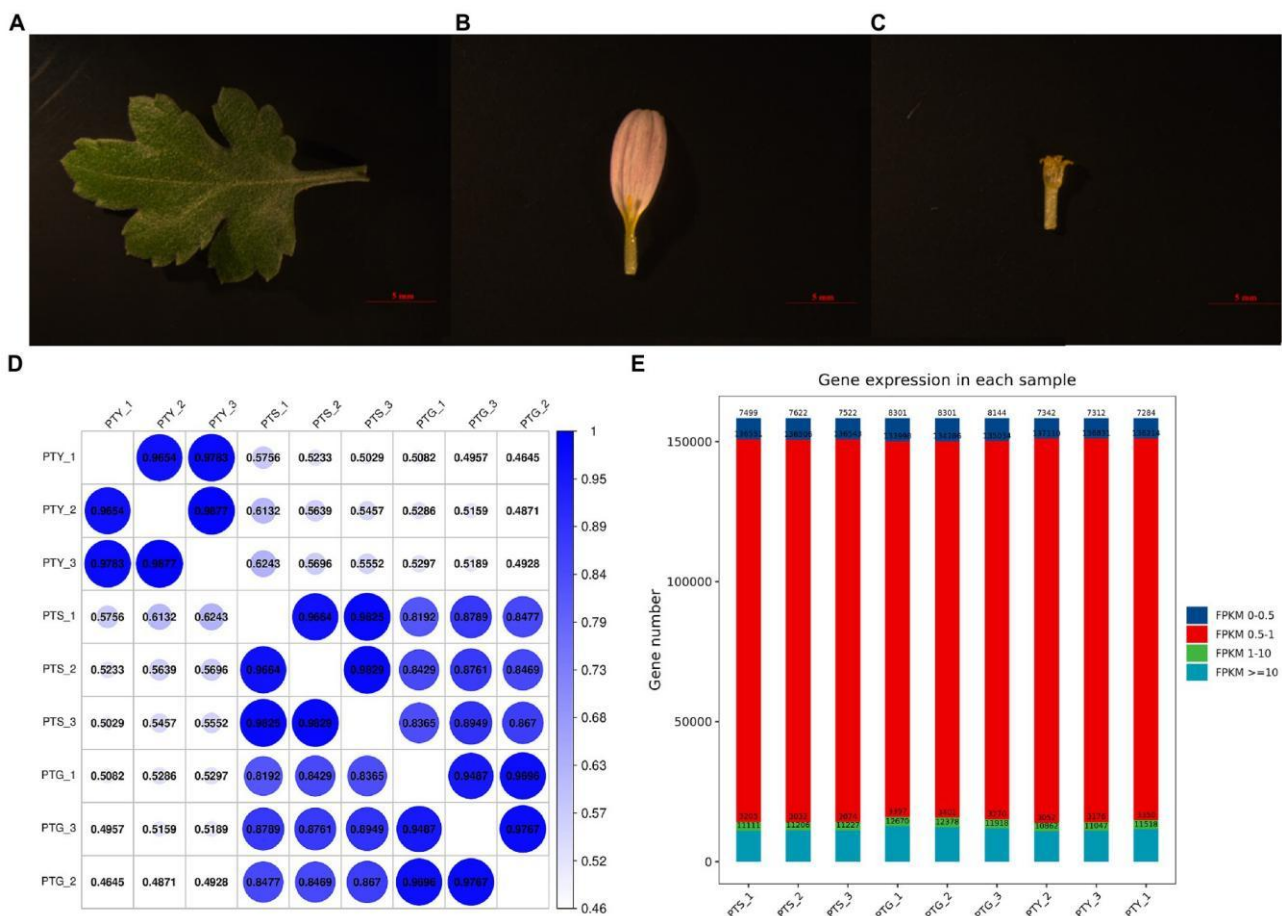 A
B
C
5 mm
5 mm
5 mm
D
PTY_1 PTY_2 PTY_3 PTS_1 PTS_2 PTS_3 PTG_1 PTG_3 PTG_2
PTY_1 0.9654 0.9783 0.5756 0.5233 0.5029 0.5082 0.4957 0.4645
PTY_2 0.9654 0.9877 0.6132 0.5639 0.5457 0.5286 0.5159 0.4871
PTY_3 0.9783 0.9877 0.6243 0.5696 0.5552 0.5297 0.5189 0.4928
PTS_1 0.5756 0.6132 0.6243 0.9664 0.9825 0.8192 0.8789 0.8477
PTS_2 0.5233 0.5639 0.5696 0.9664 0.9829 0.8429 0.8761 0.8469
PTS_3 0.5029 0.5457 0.5552 0.9825 0.9829 0.8365 0.8949 0.867
PTG_1 0.5082 0.5286 0.5297 0.8192 0.8429 0.8365 0.9487 0.9696
PTG_3 0.4957 0.5159 0.5189 0.8789 0.8761 0.8949 0.9487 0.9767
PTG_2 0.4645 0.4871 0.4928 0.8477 0.8469 0.867 0.9696 0.9767
1
0.95
0.89
0.84
0.79
0.73
0.68
0.63
0.57
0.52
0.46
E
Gene expression in each sample
7499 7622 7522 8301 8301 8144 7342 7312 7284
150000
100000
50000
0
Gene number
11111 11206 11227 12670 12378 11918 10862 11047 11518
PTS_1 PTS_2 PTS_3 PTG_1 PTG_2 PTG_3 PTY_2 PTY_3 PTY_1
FPKM 0-0.5
FPKM 0.5-1
FPKM 1-10
FPKM >=10